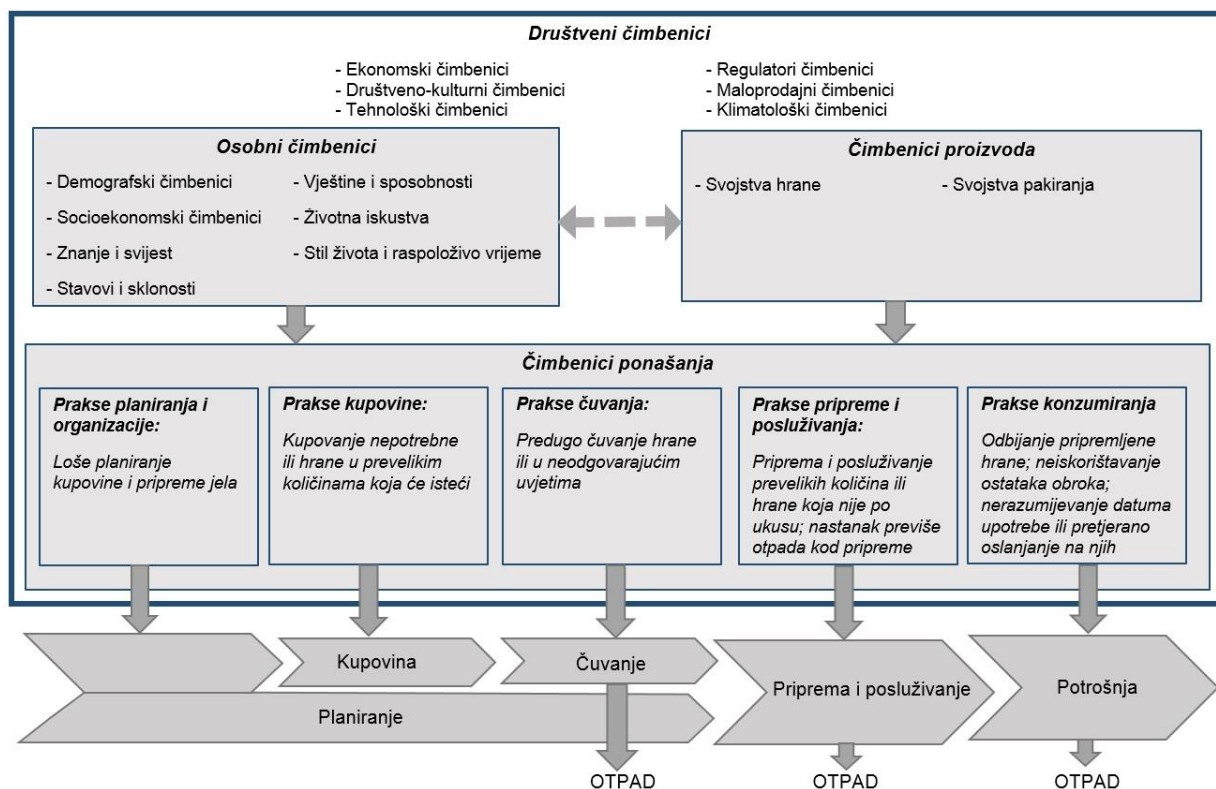 Društveni čimbenici
- Ekonomski čimbenici
- Društveno-kulturni čimbenici
- Tehnološki čimbenici
- Regulatori čimbenici
- Maloprodajni čimbenici
- Klimatološki čimbenici
Osobni čimbenici
- Demografski čimbenici
- Socioekonomski čimbenici
- Znanje i svijest
- Stavovi i sklonosti
- Vještine i sposobnosti
- Životna iskustva
- Stil života i raspoloživo vrijeme
Čimbenici proizvoda
- Svojstva hrane
- Svojstva pakiranja
Čimbenici ponašanja
Prakse planiranja i
organizacije:
Loše planiranje
kupovine i pripreme jela
Prakse kupovine:
Kupovanje nepotrebne
ili hrane u prevelikim
količinama koja će isteći
Prakse čuvanja:
Predugo čuvanje hrane
ili u neodgovarajućim
uvjetima
Prakse pripreme i
posluživanja:
Priprema i posluživanje
prevelikih količina ili
hrane koja nije po
ukusu; nastanak previše
otpada kod pripreme
Prakse konzumiranja
Odbijanje pripremljene
hrane; neiskorištavanje
ostataka obroka;
nerazumijevanje datuma
upotrebe ili pretjerano
oslanjanje na njih
Kupovina
Čuvanje
Planiranje
Priprema i posluživanje
Potrošnja
OTPAD
OTPAD
OTPAD